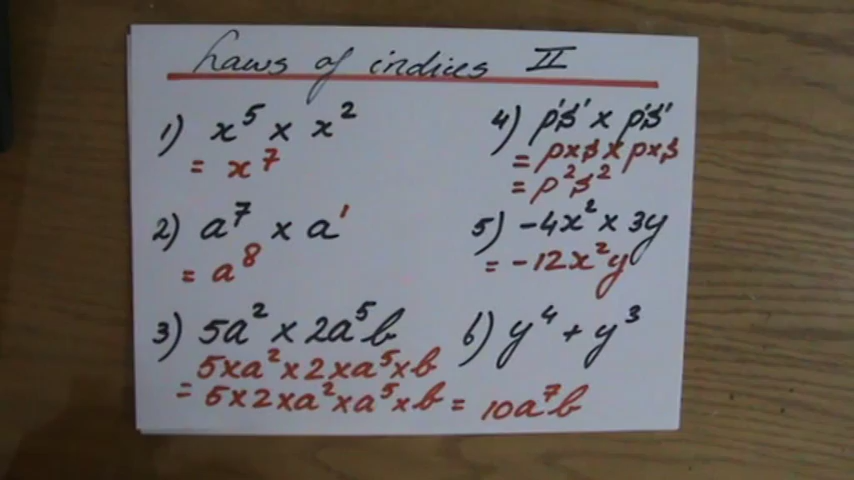 Laws of indices II
1) x⁵ × x²
= x⁷
2) a⁷ × a¹
= a⁸
3) 5a² × 2a⁵b
5×a²×2×a⁵×b
= 5×2×a²×a⁵×b = 10a⁷b
4) p¹s¹ × p¹s¹
= p×s×p×s
= p²s²
5) -4x² × 3y
= -12x²y
6) y⁴ + y³